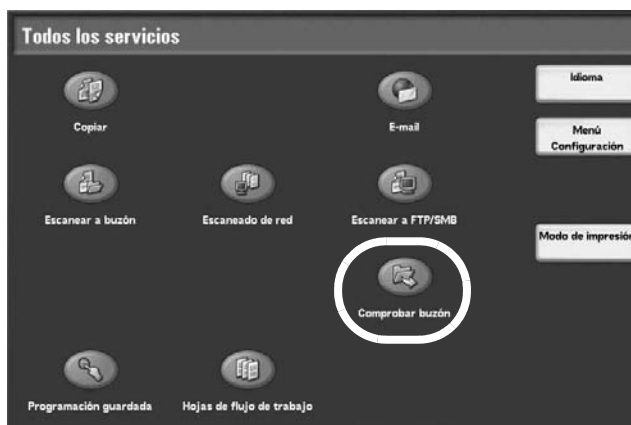 Todos los servicios
Copiar
E-mail
Idioma
Menú
Configuración
Escanear a buzón
Escaneado de red
Escanear a FTP/SMB
Modo de impresión
Comprobar buzón
Programación guardada
Hojas de flujo de trabajo